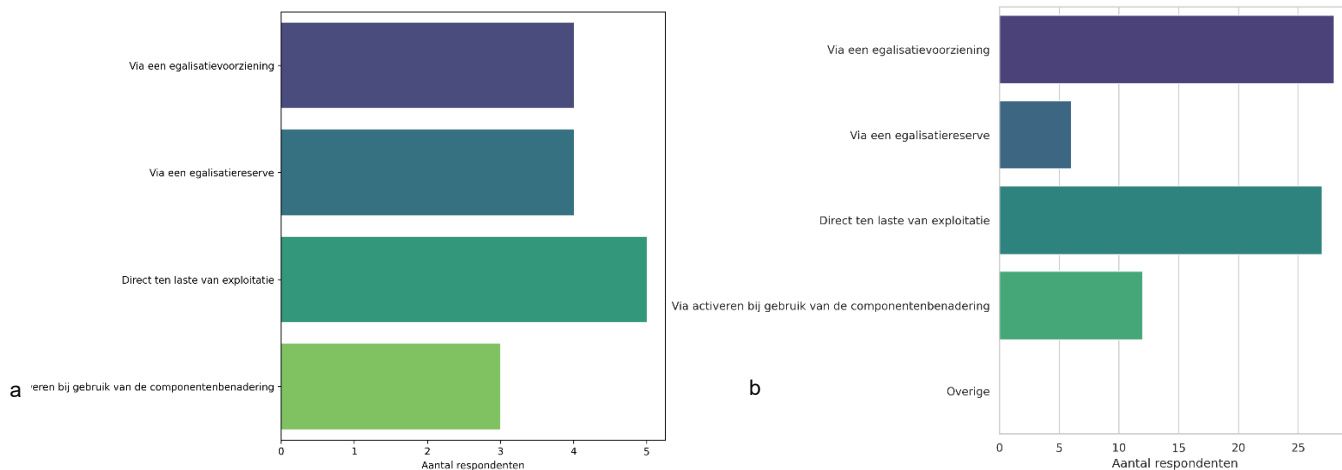 Via een egalisatievoorziening
Via een egalisatiereserve
Direct ten laste van exploitatie
a
veren bij gebruik van de componentenbenadering
0 1 2 3 4 5
Aantal respondenten
Via een egalisatievoorziening
Via een egalisatiereserve
Direct ten laste van exploitatie
Via activeren bij gebruik van de componentenbenadering
b
Overige
0 5 10 15 20 25
Aantal respondenten